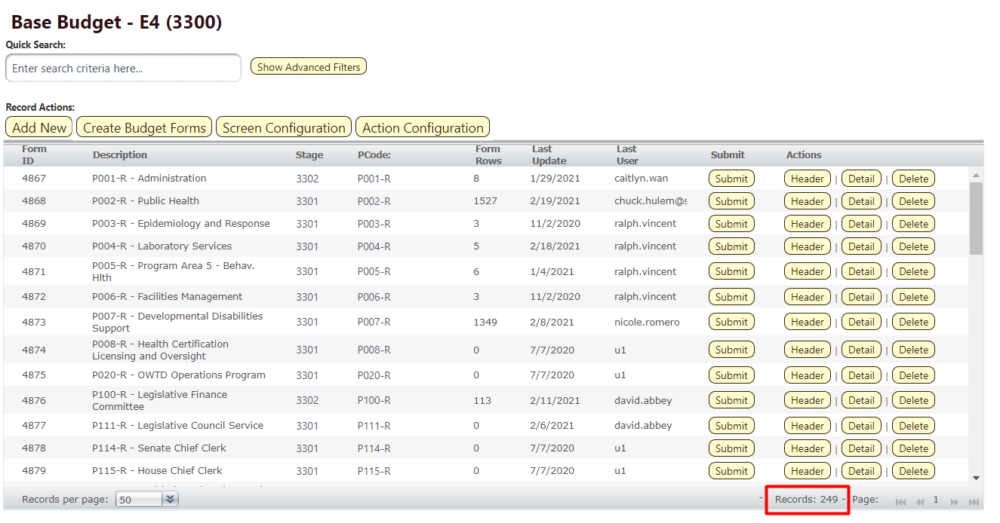 Base Budget - E4 (3300)
Quick Search:
Enter search criteria here... Show Advanced Filters
Record Actions:
Add New Create Budget Forms Screen Configuration Action Configuration
Form ID Description Stage PCode: Form Rows Last Update Last User Submit Actions
4867 P001-R - Administration 3302 P001-R 8 1/29/2021 caitlyn.wan Submit Header | Detail | Delete
4868 P002-R - Public Health 3301 P002-R 1527 2/19/2021 chuck.hulem@s Submit Header | Detail | Delete
4869 P003-R - Epidemiology and Response 3301 P003-R 3 11/2/2020 ralph.vincent Submit Header | Detail | Delete
4870 P004-R - Laboratory Services 3301 P004-R 5 2/18/2021 ralph.vincent Submit Header | Detail | Delete
4871 P005-R - Program Area 5 - Behav. Hlth 3301 P005-R 6 1/4/2021 ralph.vincent Submit Header | Detail | Delete
4872 P006-R - Facilities Management 3301 P006-R 3 11/2/2020 ralph.vincent Submit Header | Detail | Delete
4873 P007-R - Developmental Disabilities Support 3301 P007-R 1349 2/8/2021 nicole.romero Submit Header | Detail | Delete
4874 P008-R - Health Certification Licensing and Oversight 3301 P008-R 0 7/7/2020 u1 Submit Header | Detail | Delete
4875 P020-R - OWTD Operations Program 3301 P020-R 0 7/7/2020 u1 Submit Header | Detail | Delete
4876 P100-R - Legislative Finance Committee 3302 P100-R 113 2/11/2021 david.abbey Submit Header | Detail | Delete
4877 P111-R - Legislative Council Service 3301 P111-R 0 2/6/2021 david.abbey Submit Header | Detail | Delete
4878 P114-R - Senate Chief Clerk 3301 P114-R 0 7/7/2020 u1 Submit Header | Detail | Delete
4879 P115-R - House Chief Clerk 3301 P115-R 0 7/7/2020 u1 Submit Header | Detail | Delete
Records per page: 50 - Records: 249 - Page: 1